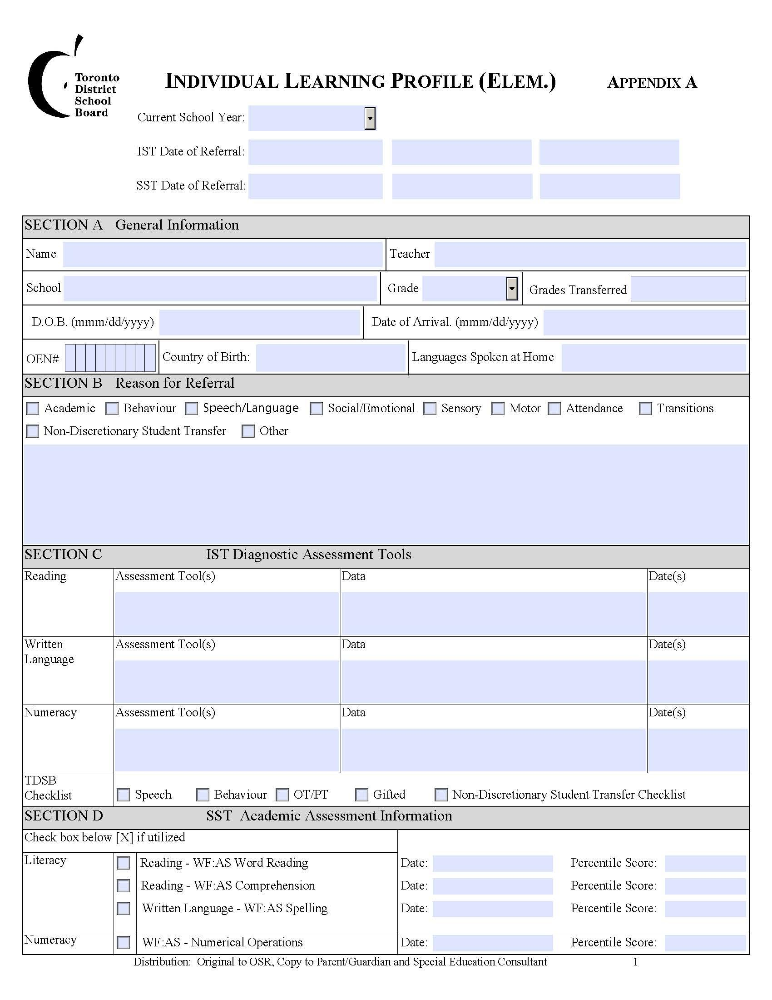 Toronto
District
School
Board
INDIVIDUAL LEARNING PROFILE (ELEM.) APPENDIX A
Current School Year:
IST Date of Referral:
SST Date of Referral:
SECTION A General Information
Name Teacher
School Grade Grades Transferred
D.O.B. (mmm/dd/yyyy) Date of Arrival. (mmm/dd/yyyy)
OEN# Country of Birth: Languages Spoken at Home
SECTION B Reason for Referral
Academic Behaviour Speech/Language Social/Emotional Sensory Motor Attendance Transitions
Non-Discretionary Student Transfer Other
SECTION C IST Diagnostic Assessment Tools
Reading Assessment Tool(s) Data Date(s)
Written Assessment Tool(s) Data Date(s)
Language
Numeracy Assessment Tool(s) Data Date(s)
TDSB
Checklist Speech Behaviour OT/PT Gifted Non-Discretionary Student Transfer Checklist
SECTION D SST Academic Assessment Information
Check box below [X] if utilized
Literacy Reading - WF:AS Word Reading Date: Percentile Score:
Reading - WF:AS Comprehension Date: Percentile Score:
Written Language - WF:AS Spelling Date: Percentile Score:
Numeracy WF:AS - Numerical Operations Date: Percentile Score:
Distribution: Original to OSR, Copy to Parent/Guardian and Special Education Consultant 1